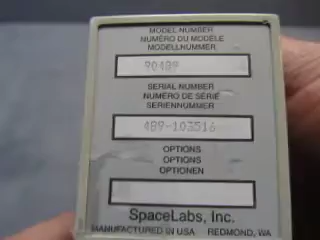 MODEL NUMBER
NUMÉRO DU MODÈLE
MODELLNUMMER
90489
SERIAL NUMBER
NUMÉRO DE SÉRIE
SERIENNUMMER
489-103516
OPTIONS
OPTIONS
OPTIONEN
SpaceLabs, Inc.
MANUFACTURED IN USA REDMOND, WA